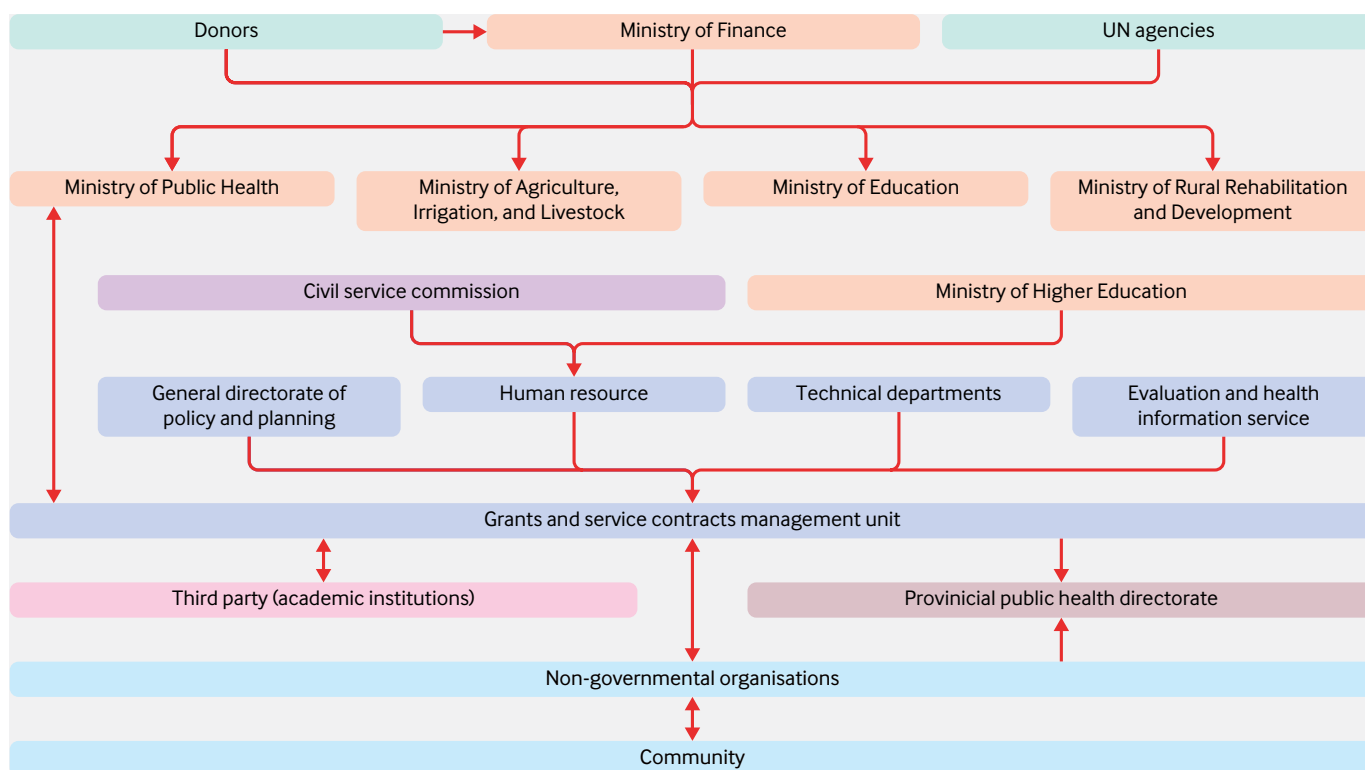 Donors
Ministry of Finance
UN agencies
Ministry of Public Health
Ministry of Agriculture,
Irrigation, and Livestock
Ministry of Education
Ministry of Rural Rehabilitation
and Development
Civil service commission
Ministry of Higher Education
General directorate of
policy and planning
Human resource
Technical departments
Evaluation and health
information service
Grants and service contracts management unit
Third party (academic institutions)
Provinicial public health directorate
Non-governmental organisations
Community